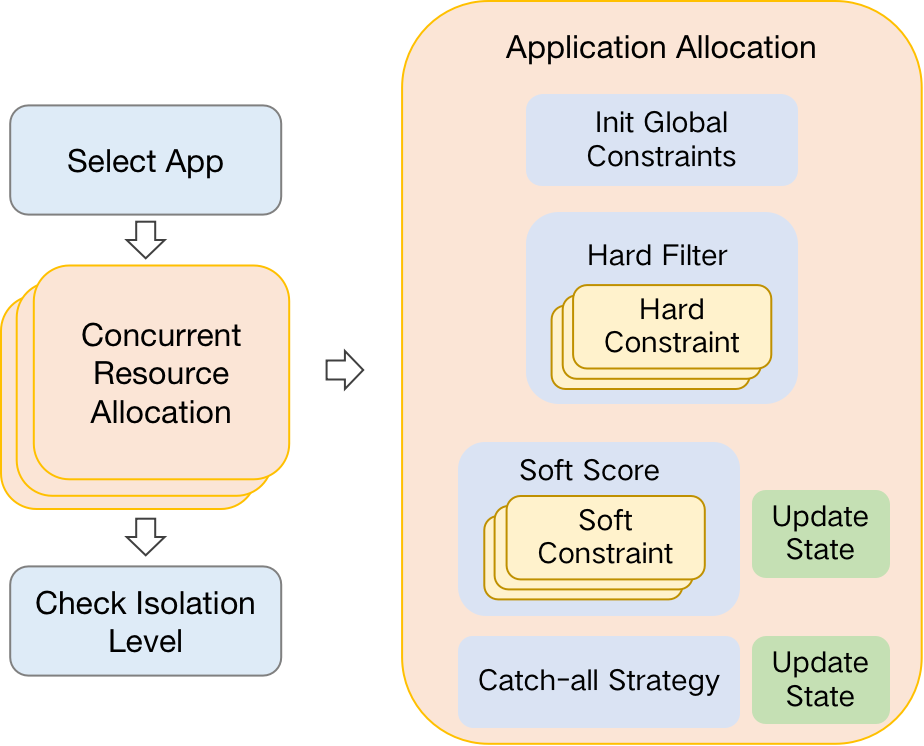 Select App
Concurrent
Resource
Allocation
Check Isolation
Level
Application Allocation
Init Global
Constraints
Hard Filter
Hard
Constraint
Soft Score
Soft
Constraint
Update
State
Catch-all Strategy
Update
State